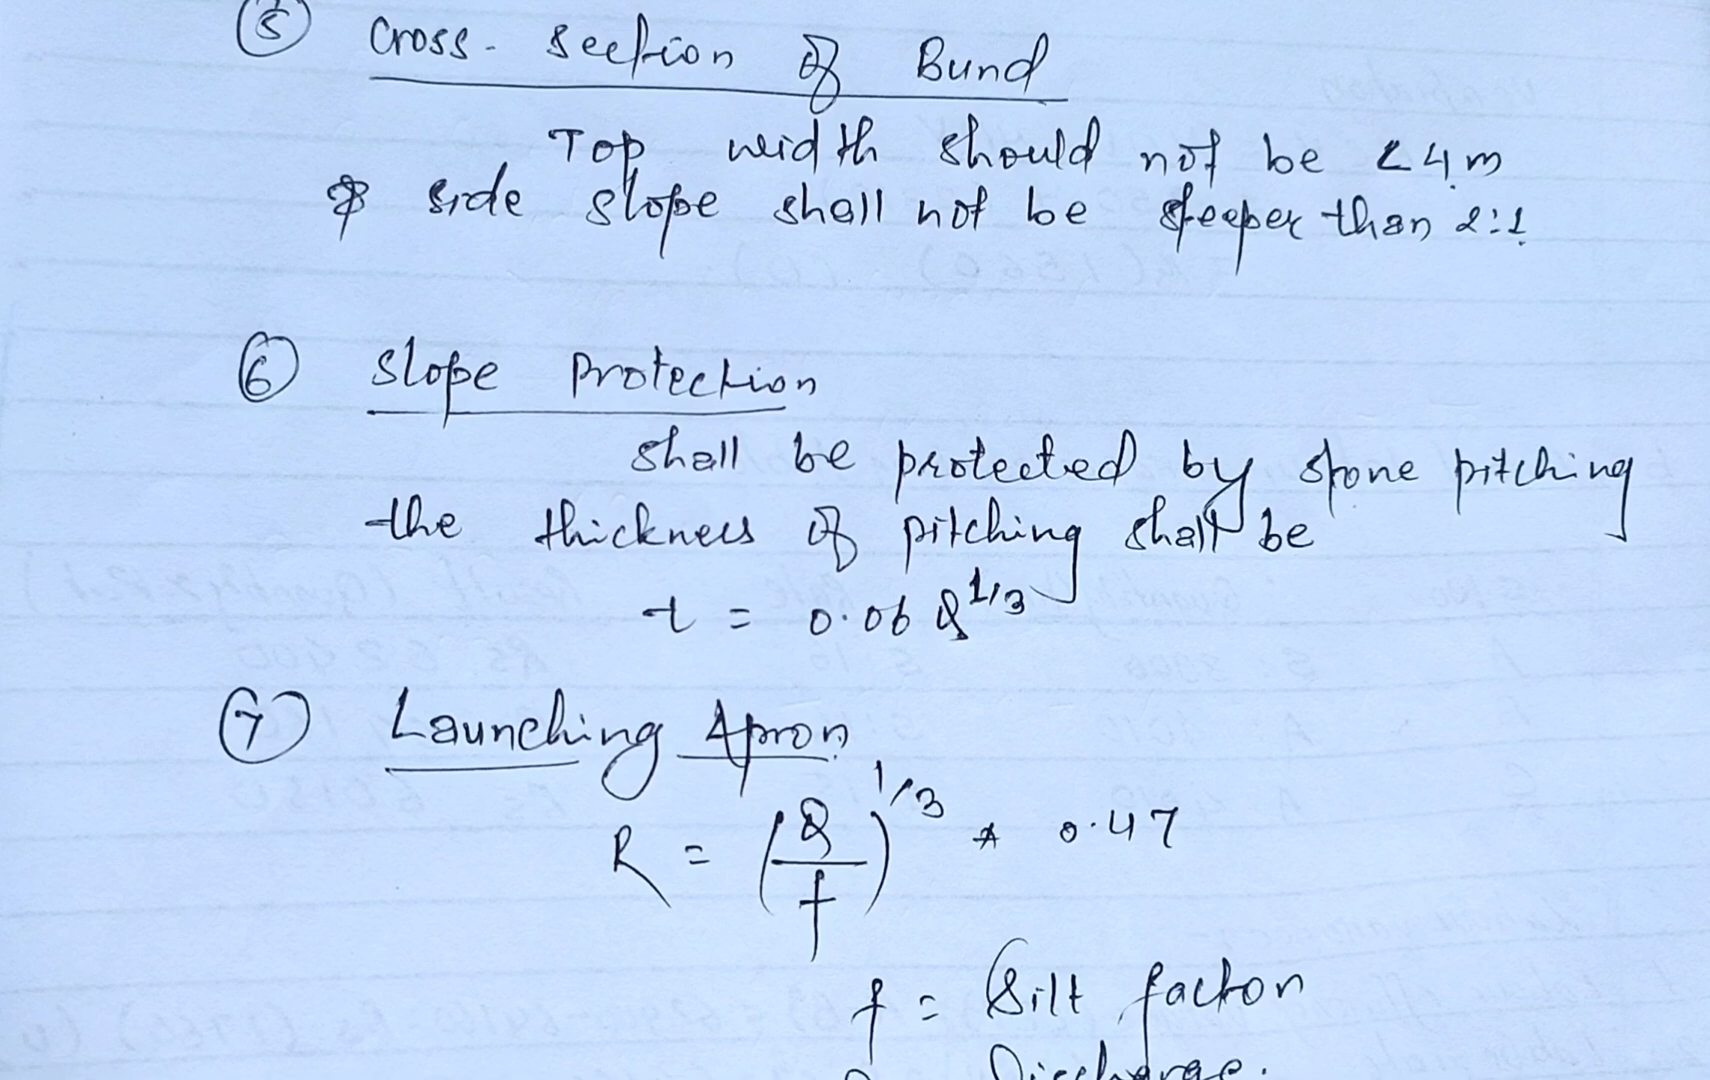 ⑤ Cross-section of Bund
Top width should not be < 4m
& side slope shall not be steeper than 2:1
⑥ Slope Protection
shall be protected by stone pitching
the thickness of pitching shall be
t = 0.06 Q^1/3
⑦ Launching Apron
R = (Q/f)^1/3 * 0.47
f = Silt factor
Discharge.